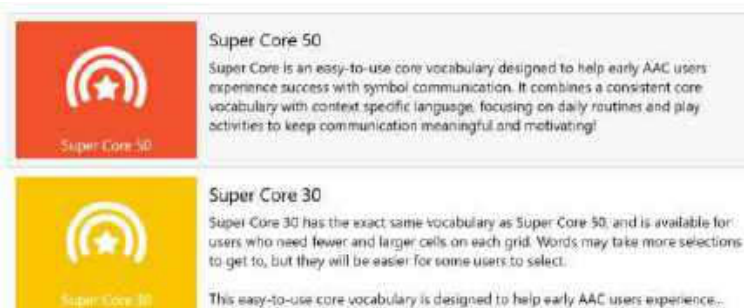 Super Core 50
Super Core is an easy-to-use core vocabulary designed to help early AAC users
experience success with symbol communication. It combines a consistent core
vocabulary with context specific language, focusing on daily routines and play
activities to keep communication meaningful and motivating!
Super Core 50
Super Core 30
Super Core 30 has the exact same vocabulary as Super Core 50, and is available for
users who need fewer and larger cells on each grid. Words may take more selections
to get to, but they will be easier for some users to select.
This easy-to-use core vocabulary is designed to help early AAC users experience...
Super Core 30